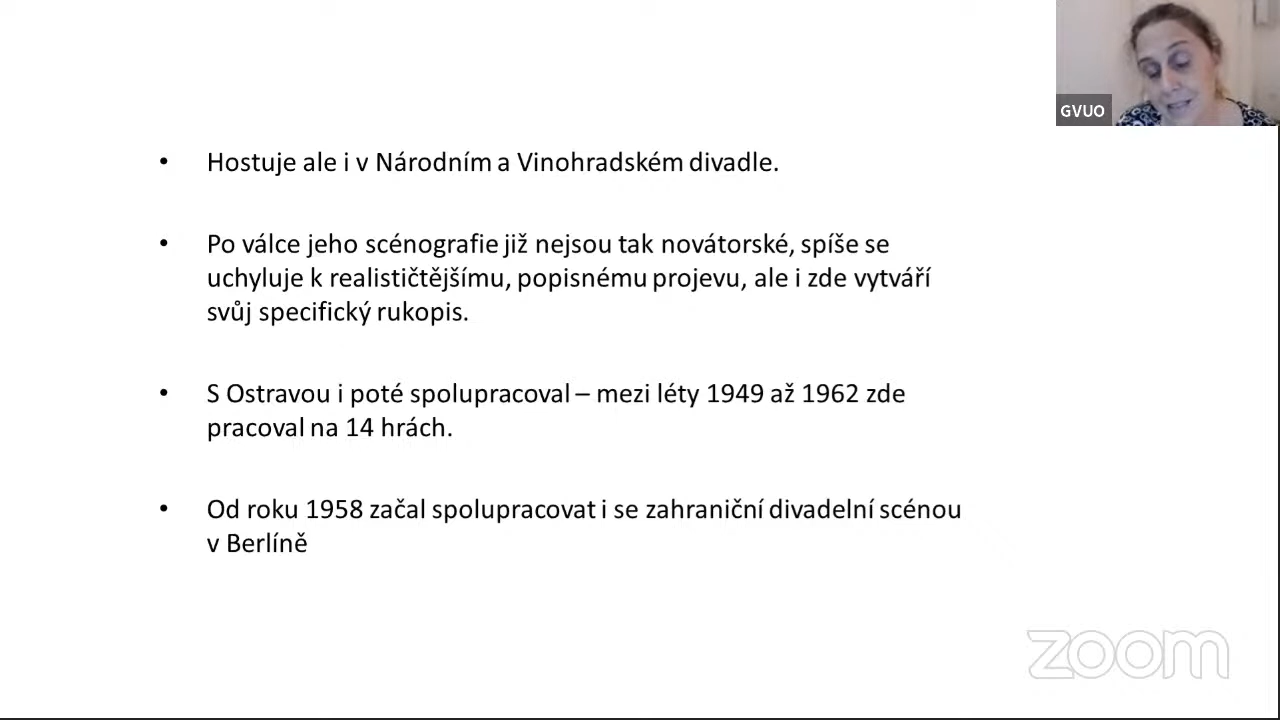 GVUO
• Hostuje ale i v Národním a Vinohradském divadle.
• Po válce jeho scénografie již nejsou tak novátorské, spíše se
uchyluje k realističtějšímu, popisnému projevu, ale i zde vytváří
svůj specifický rukopis.
• S Ostravou i poté spolupracoval – mezi léty 1949 až 1962 zde
pracoval na 14 hrách.
• Od roku 1958 začal spolupracovat i se zahraniční divadelní scénou
v Berlíně
zoom